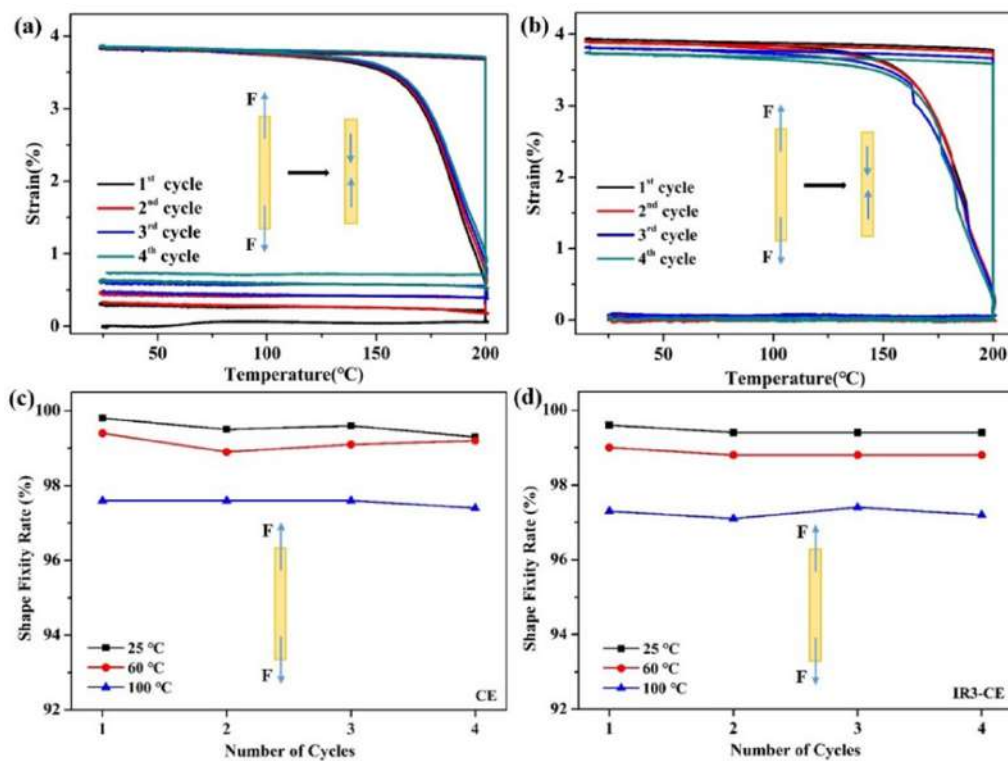 (a)
Strain(%)
4
3
2
1
0
F
F
1st cycle
2nd cycle
3rd cycle
4th cycle
50
100
150
200
Temperature(℃)
(b)
Strain(%)
4
3
2
1
0
F
F
1st cycle
2nd cycle
3rd cycle
4th cycle
50
100
150
200
Temperature(℃)
(c)
Shape Fixity Rate (%)
100
98
96
94
92
F
F
25 ℃
60 ℃
100 ℃
CE
1
2
3
4
Number of Cycles
(d)
Shape Fixity Rate (%)
100
98
96
94
92
F
F
25 ℃
60 ℃
100 ℃
IR3-CE
1
2
3
4
Number of Cycles